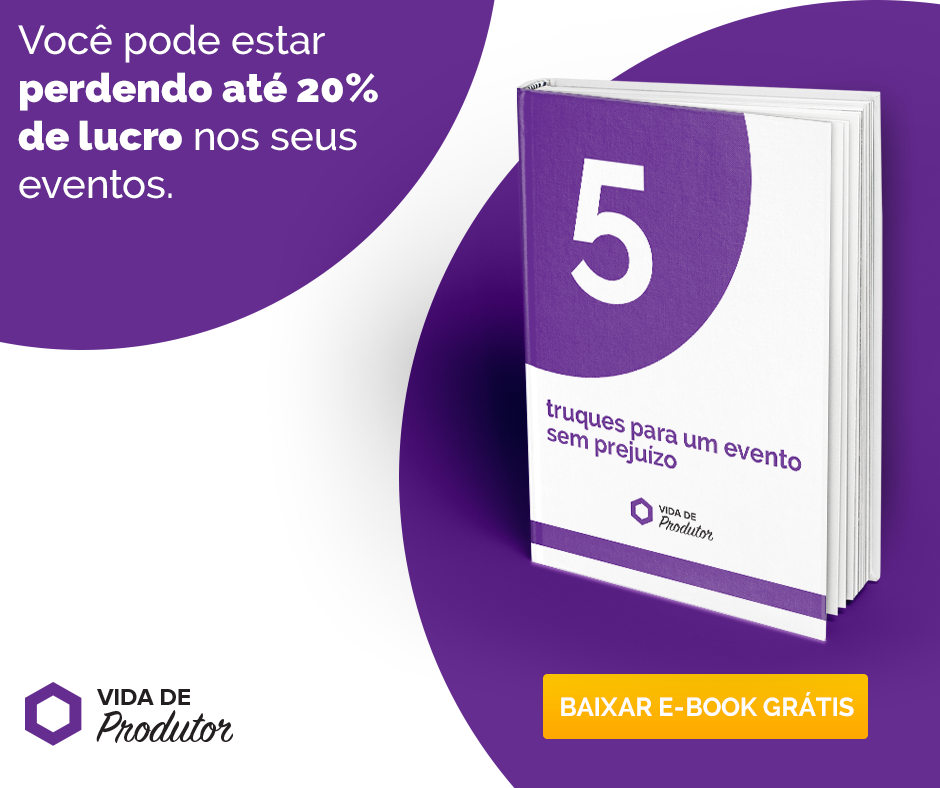 Você pode estar
perdendo até 20%
de lucro nos seus
eventos.
5
truques para um evento
sem prejuízo
VIDA DE
Produtor
VIDA DE
Produtor
BAIXAR E-BOOK GRÁTIS